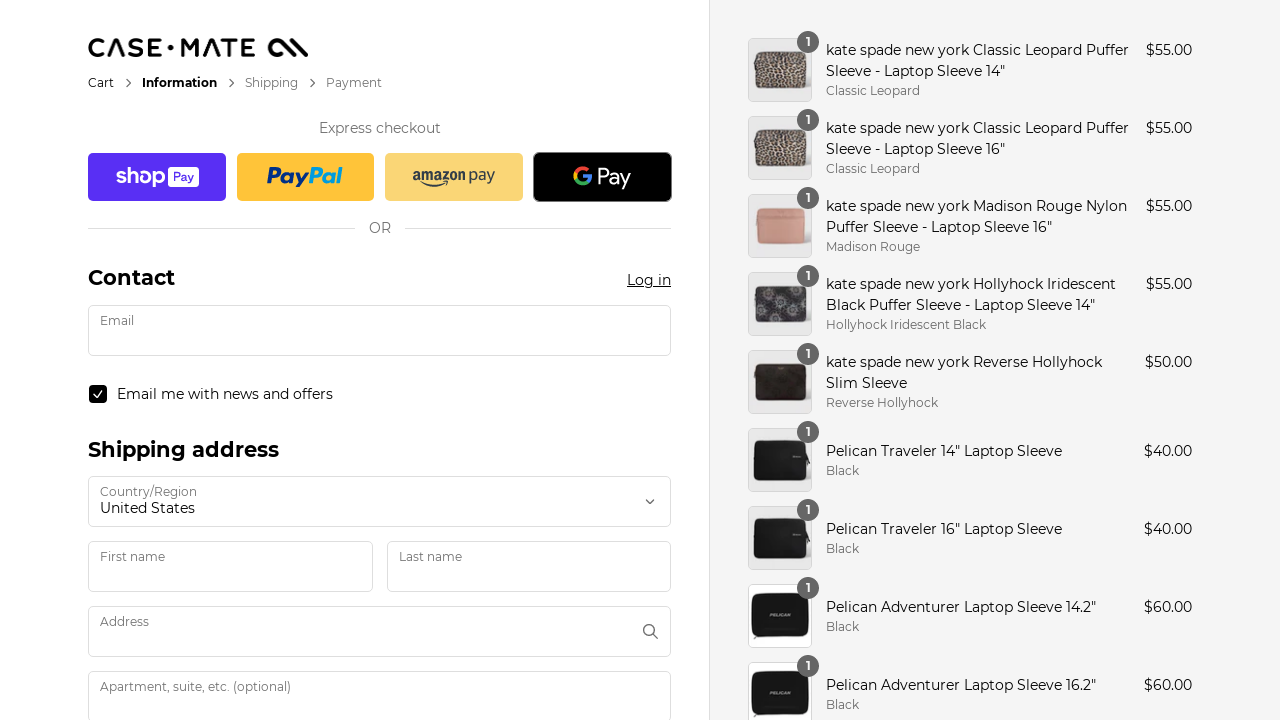 CASE•MATE
Cart
Information
Shipping
Payment
Express checkout
shop Pay
PayPal
amazon pay
G Pay
OR
Contact
Log in
Email
Email me with news and offers
Shipping address
Country/Region
United States
First name
Last name
Address
Apartment, suite, etc. (optional)
1
kate spade new york Classic Leopard Puffer $55.00
Sleeve - Laptop Sleeve 14"
Classic Leopard
1
kate spade new york Classic Leopard Puffer $55.00
Sleeve - Laptop Sleeve 16"
Classic Leopard
1
kate spade new york Madison Rouge Nylon $55.00
Puffer Sleeve - Laptop Sleeve 16"
Madison Rouge
1
kate spade new york Hollyhock Iridescent $55.00
Black Puffer Sleeve - Laptop Sleeve 14"
Hollyhock Iridescent Black
1
kate spade new york Reverse Hollyhock $50.00
Slim Sleeve
Reverse Hollyhock
1
Pelican Traveler 14" Laptop Sleeve $40.00
Black
1
Pelican Traveler 16" Laptop Sleeve $40.00
Black
1
PELICAN
Pelican Adventurer Laptop Sleeve 14.2" $60.00
Black
1
PELICAN
Pelican Adventurer Laptop Sleeve 16.2" $60.00
Black